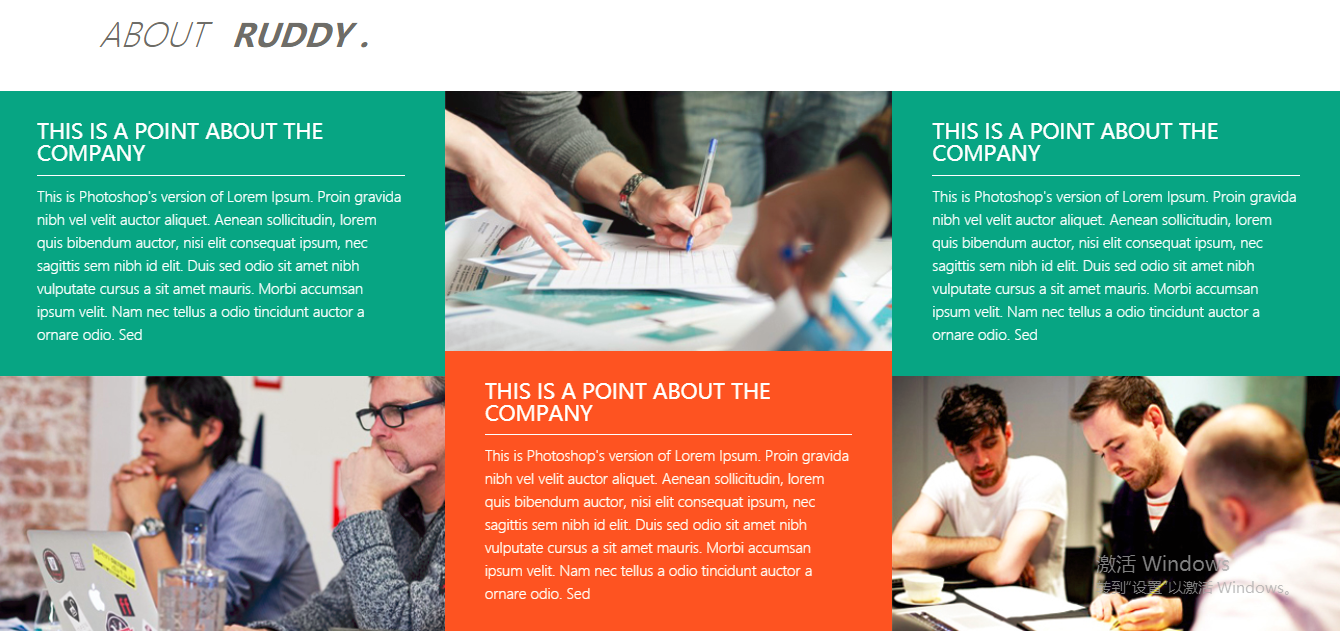 ABOUT RUDDY .
THIS IS A POINT ABOUT THE
COMPANY
This is Photoshop's version of Lorem Ipsum. Proin gravida
nibh vel velit auctor aliquet. Aenean sollicitudin, lorem
quis bibendum auctor, nisi elit consequat ipsum, nec
sagittis sem nibh id elit. Duis sed odio sit amet nibh
vulputate cursus a sit amet mauris. Morbi accumsan
ipsum velit. Nam nec tellus a odio tincidunt auctor a
ornare odio. Sed
THIS IS A POINT ABOUT THE
COMPANY
This is Photoshop's version of Lorem Ipsum. Proin gravida
nibh vel velit auctor aliquet. Aenean sollicitudin, lorem
quis bibendum auctor, nisi elit consequat ipsum, nec
sagittis sem nibh id elit. Duis sed odio sit amet nibh
vulputate cursus a sit amet mauris. Morbi accumsan
ipsum velit. Nam nec tellus a odio tincidunt auctor a
ornare odio. Sed
THIS IS A POINT ABOUT THE
COMPANY
This is Photoshop's version of Lorem Ipsum. Proin gravida
nibh vel velit auctor aliquet. Aenean sollicitudin, lorem
quis bibendum auctor, nisi elit consequat ipsum, nec
sagittis sem nibh id elit. Duis sed odio sit amet nibh
vulputate cursus a sit amet mauris. Morbi accumsan
ipsum velit. Nam nec tellus a odio tincidunt auctor a
ornare odio. Sed
激活 Windows
转到"设置"以激活 Windows。